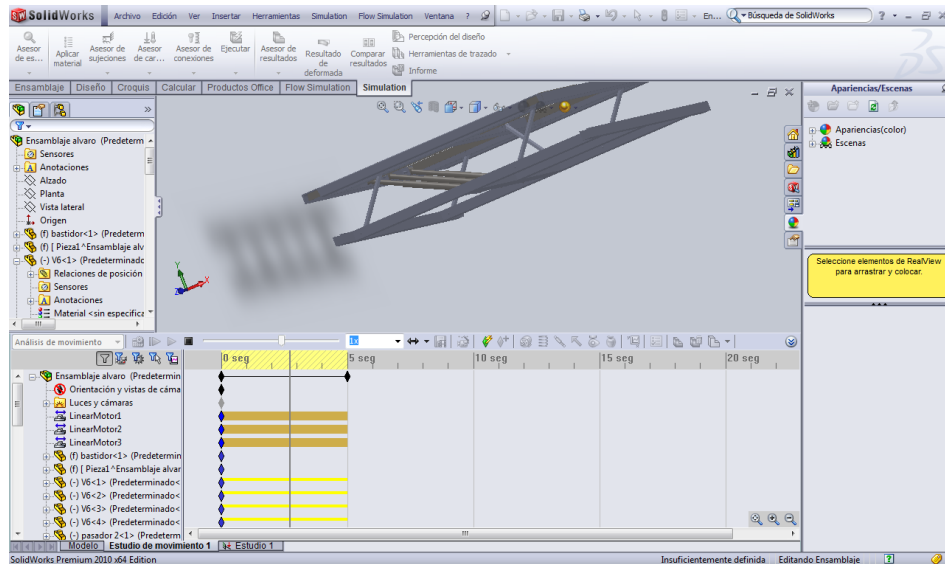 SolidWorks Archivo Edición Ver Insertar Herramientas Simulation Flow Simulation Ventana ? En... Búsqueda de SolidWorks ?
Asesor de es...
Aplicar material
Asesor de sujeciones
Asesor de car...
Asesor de conexiones
Ejecutar
Asesor de resultados
Resultado de deformada
Comparar resultados
Percepción del diseño
Herramientas de trazado
Informe
Ensamblaje Diseño Croquis Calcular Productos Office Flow Simulation Simulation
Apariencias/Escenas
Apariencias(color)
Escenas
Seleccione elementos de RealView
para arrastrar y colocar.
Ensamblaje alvaro (Predeterm
Sensores
Anotaciones
Alzado
Planta
Vista lateral
Origen
(f) bastidor<1> (Predeterm
(f) [ Pieza1^Ensamblaje alv
(-) V6<1> (Predeterminadc
Relaciones de posición
Sensores
Anotaciones
Material <sin especifica
Y
X
Z
Análisis de movimiento 1x
0 seg 5 seg 10 seg 15 seg 20 seg
Ensamblaje alvaro (Predetermin
Orientación y vistas de cáma
Luces y cámaras
LinearMotor1
LinearMotor2
LinearMotor3
(f) bastidor<1> (Predetermin
(f) [ Pieza1^Ensamblaje alvar
(-) V6<1> (Predeterminado<
(-) V6<2> (Predeterminado<
(-) V6<3> (Predeterminado<
(-) V6<4> (Predeterminado<
(-) pasador 2<1> (Predeterm
Modelo Estudio de movimiento 1 Estudio 1
SolidWorks Premium 2010 x64 Edition Insuficientemente definida Editando Ensamblaje